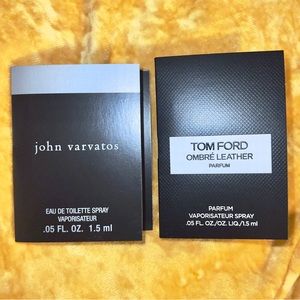 john varvatos
EAU DE TOILETTE SPRAY
VAPORISATEUR
.05 FL. OZ. 1.5 ml
TOM FORD
OMBRÉ LEATHER
PARFUM
PARFUM
VAPORISATEUR SPRAY
.05 FL. OZ./OZ. LIQ./1.5 ml